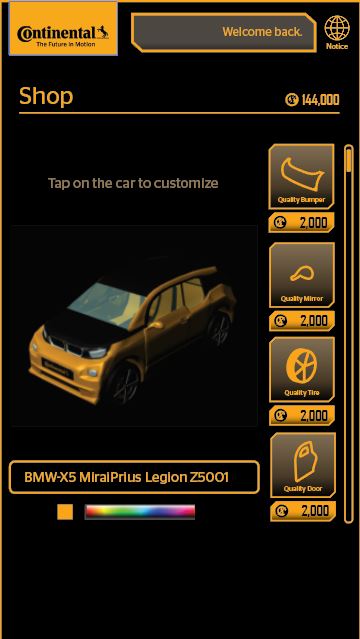 Continental
The Future in Motion
Welcome back.
Notice
Shop
144,000
Tap on the car to customize
Quality Bumper
2,000
Quality Mirror
2,000
Quality Tire
2,000
Continental
BMW-X5 MiraiPrius Legion Z5001
Quality Door
2,000